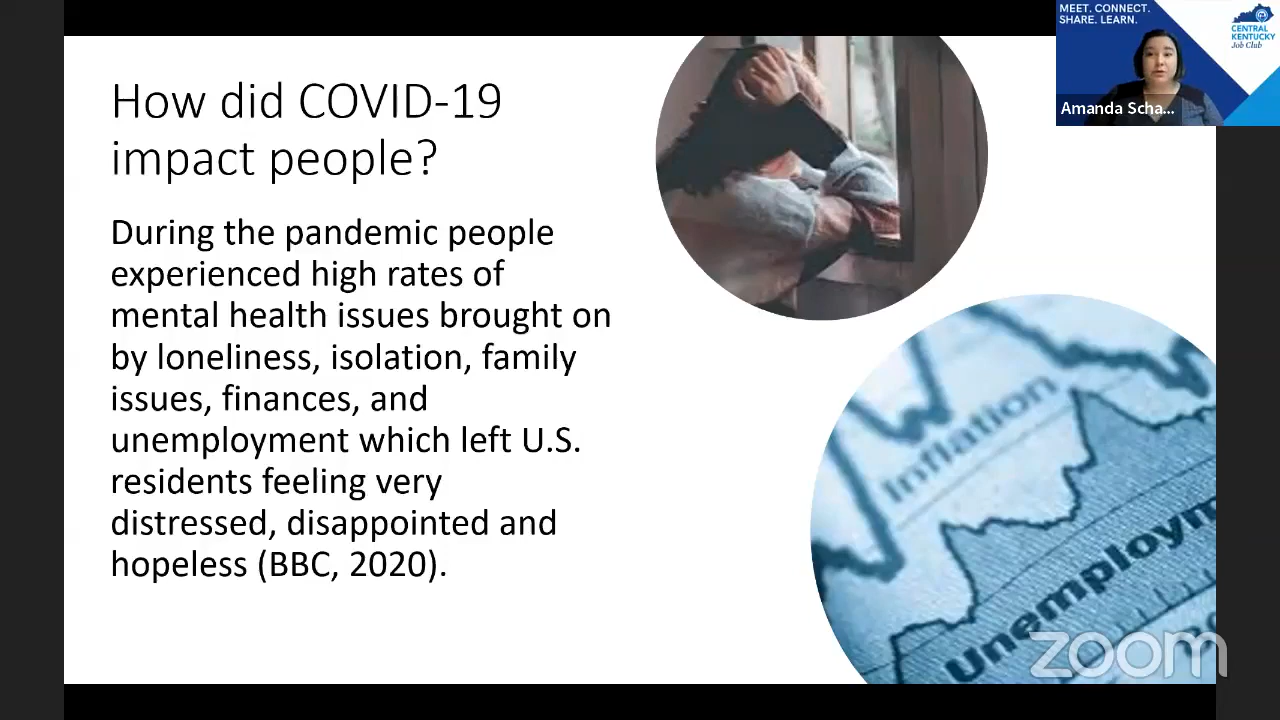 How did COVID-19
impact people?
During the pandemic people
experienced high rates of
mental health issues brought on
by loneliness, isolation, family
issues, finances, and
unemployment which left U.S.
residents feeling very
distressed, disappointed and
hopeless (BBC, 2020).
MEET. CONNECT.
SHARE. LEARN.
CENTRAL
KENTUCKY
Job Club
Amanda Scha...
Inflation
Unemploym
zoom